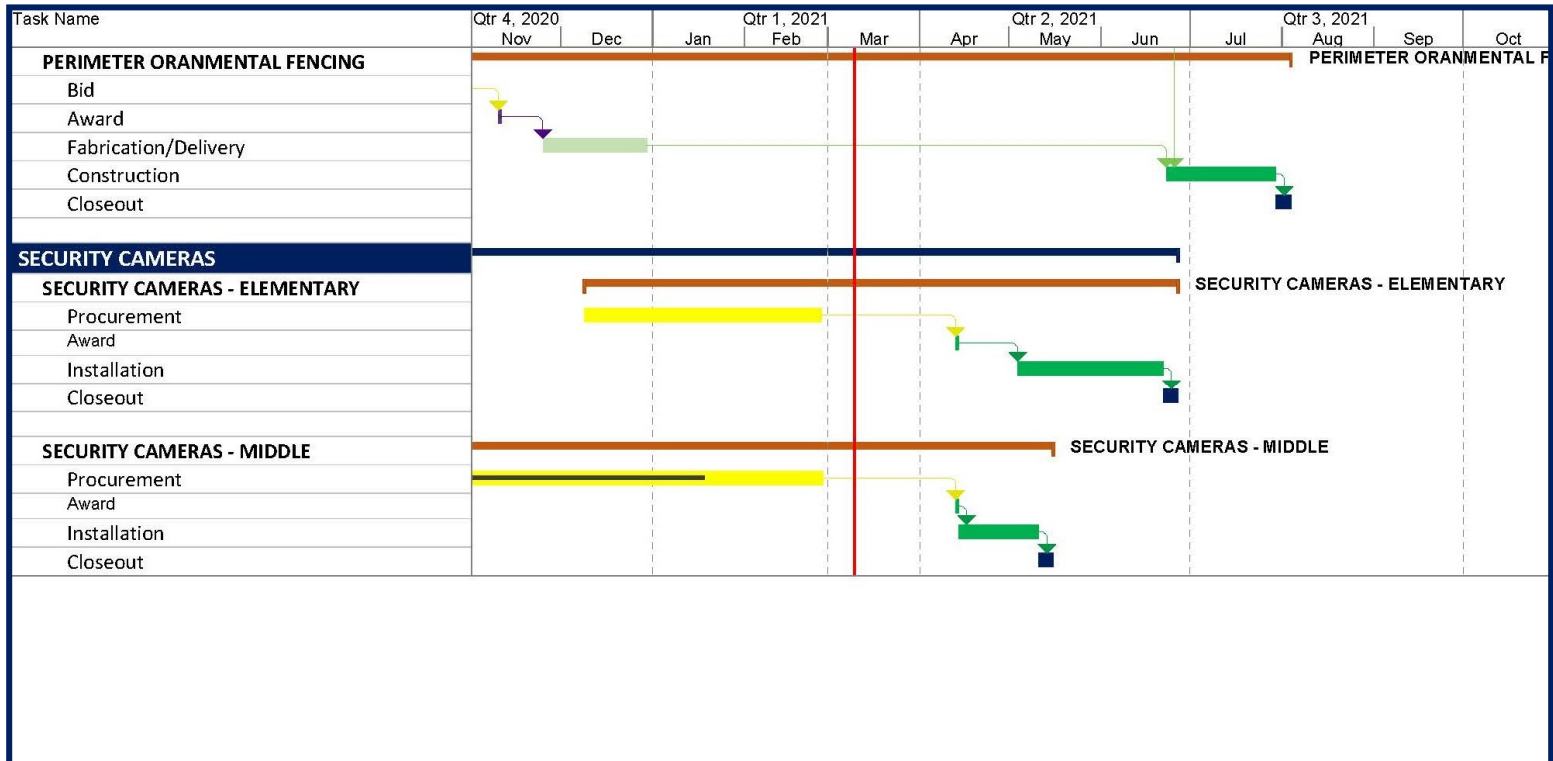 Task Name
Qtr 4, 2020 Qtr 1, 2021 Qtr 2, 2021 Qtr 3, 2021
Nov Dec Jan Feb Mar Apr May Jun Jul Aug Sep Oct
PERIMETER ORANMENTAL FENCING PERIMETER ORANMENTAL F
Bid
Award
Fabrication/Delivery
Construction
Closeout
SECURITY CAMERAS
SECURITY CAMERAS - ELEMENTARY SECURITY CAMERAS - ELEMENTARY
Procurement
Award
Installation
Closeout
SECURITY CAMERAS - MIDDLE SECURITY CAMERAS - MIDDLE
Procurement
Award
Installation
Closeout